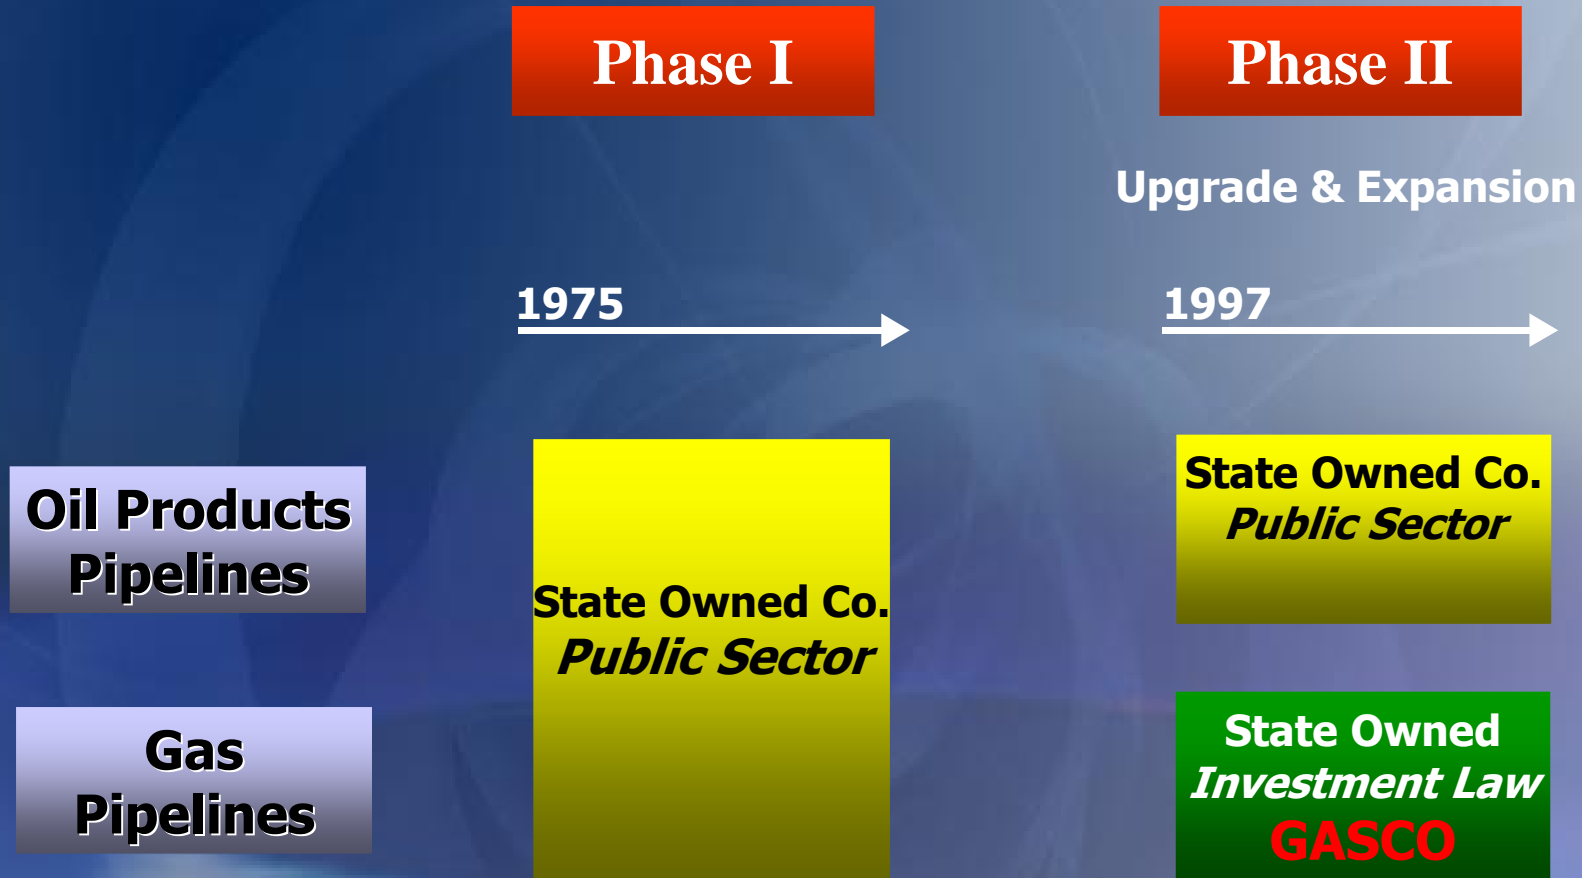 Phase I
Phase II
Upgrade & Expansion
1975
1997
Oil Products
Pipelines
State Owned Co.
Public Sector
State Owned Co.
Public Sector
Gas
Pipelines
State Owned
Investment Law
GASCO